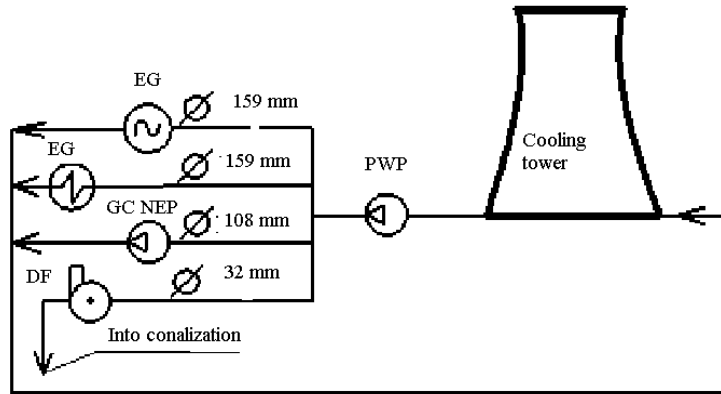 EG
159 mm
EG
159 mm
GC NEP
108 mm
DF
32 mm
Into conalization
PWP
Cooling
tower